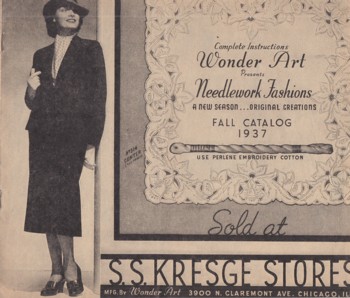 Complete Instructions
Wonder Art
Presents
Needlework Fashions
A NEW SEASON...ORIGINAL CREATIONS
FALL CATALOG
1937
USE PERLENE EMBROIDERY COTTON
Sold at
S.S. KRESGE STORES
MFG. BY Wonder Art 3900 N. CLAREMONT AVE. CHICAGO